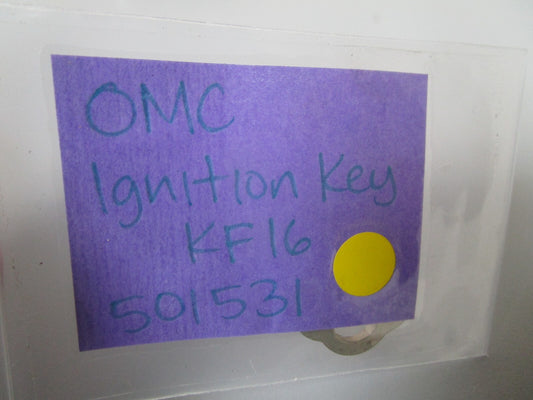 OMC
Ignition Key
KF16
501531